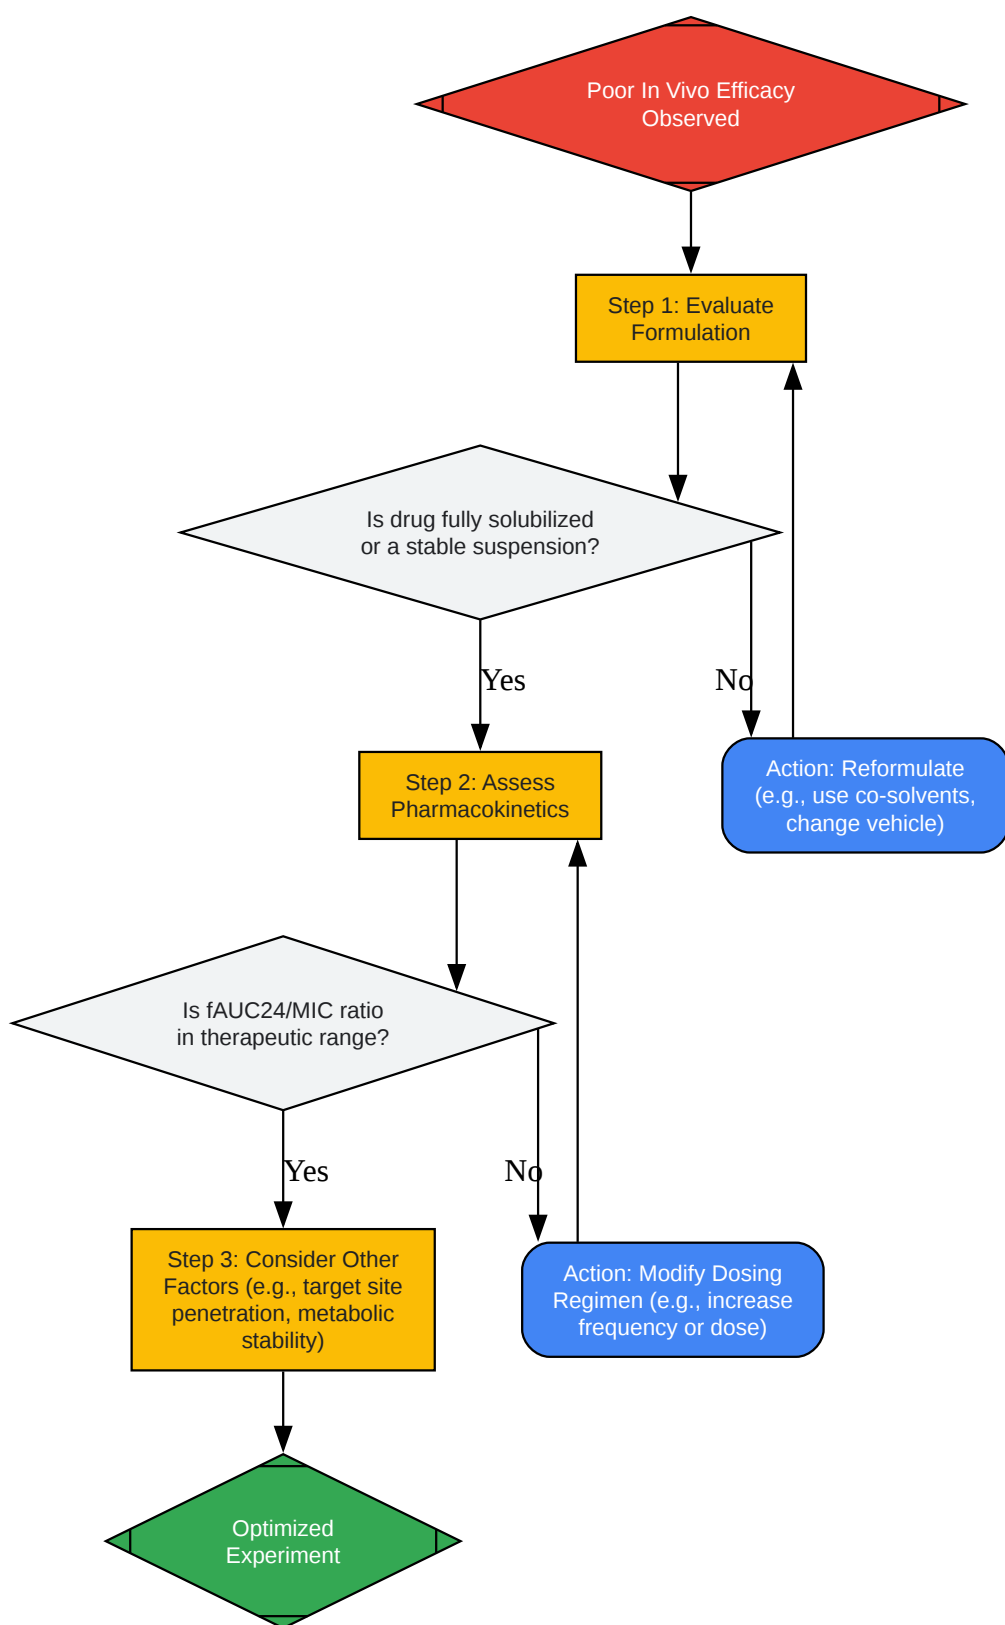 Poor In Vivo Efficacy
Observed
Step 1: Evaluate
Formulation
Is drug fully solubilized
or a stable suspension?
Yes
No
Step 2: Assess
Pharmacokinetics
Action: Reformulate
(e.g., use co-solvents,
change vehicle)
Is fAUC24/MIC ratio
in therapeutic range?
Yes
No
Step 3: Consider Other
Factors (e.g., target site
penetration, metabolic
stability)
Action: Modify Dosing
Regimen (e.g., increase
frequency or dose)
Optimized
Experiment